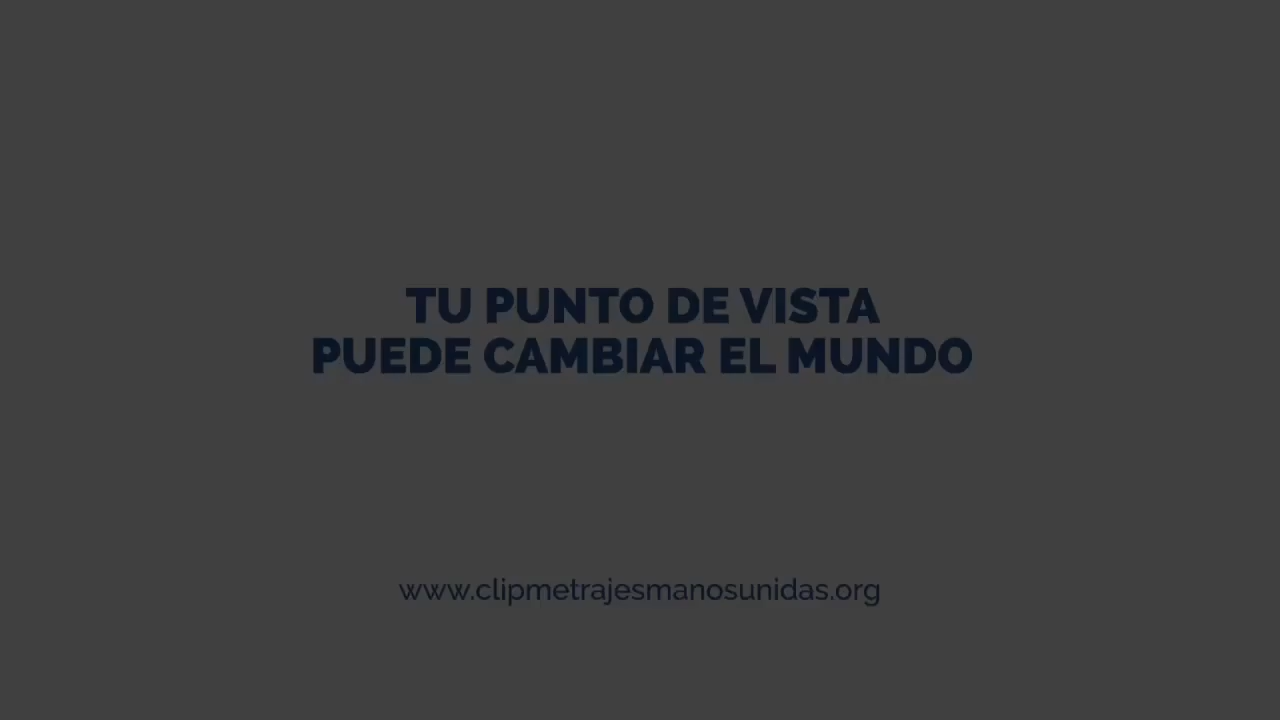 TU PUNTO DE VISTA
PUEDE CAMBIAR EL MUNDO
www.clipmetrajesmanosunidas.org